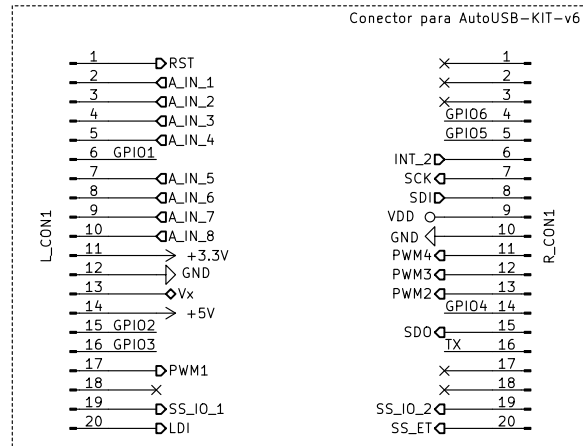 Conector para AutoUSB-KIT-v6
L_CON1
1 RST
2 A_IN_1
3 A_IN_2
4 A_IN_3
5 A_IN_4
6 GPIO1
7 A_IN_5
8 A_IN_6
9 A_IN_7
10 A_IN_8
11 +3.3V
12 GND
13 Vx
14 +5V
15 GPIO2
16 GPIO3
17 PWM1
18
19 SS_IO_1
20 LDI
R_CON1
1
2
3
GPIO6 4
GPIO5 5
INT_2 6
SCK 7
SDI 8
VDD 9
GND 10
PWM4 11
PWM3 12
PWM2 13
GPIO4 14
SDO 15
TX 16
17
18
SS_IO_2 19
SS_ET 20